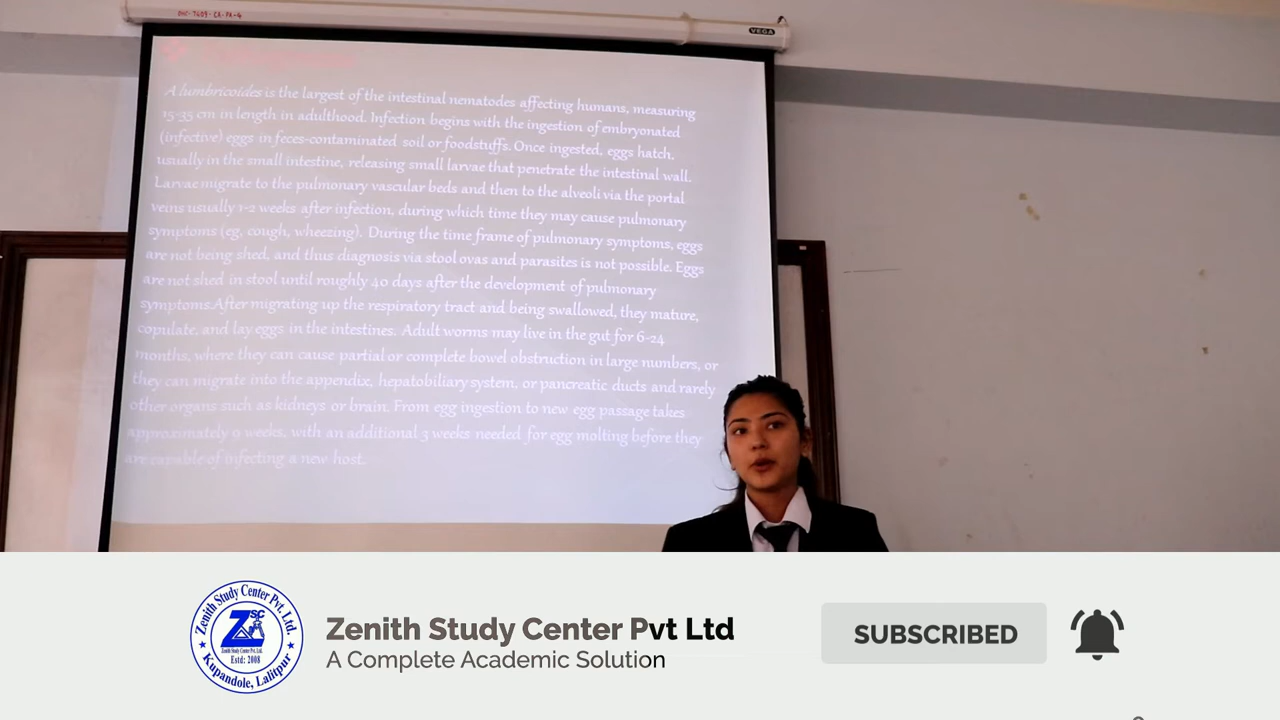 VEGA
A lumbricoides is the largest of the intestinal nematodes affecting humans, measuring
15-35 cm in length in adulthood. Infection begins with the ingestion of embryonated
(infective) eggs in feces-contaminated soil or foodstuffs. Once ingested, eggs hatch,
usually in the small intestine, releasing small larvae that penetrate the intestinal wall.
Larvae migrate to the pulmonary vascular beds and then to the alveoli via the portal
veins usually 1-2 weeks after infection, during which time they may cause pulmonary
symptoms (eg, cough, wheezing). During the time frame of pulmonary symptoms, eggs
are not being shed, and thus diagnosis via stool ovas and parasites is not possible. Eggs
are not shed in stool until roughly 40 days after the development of pulmonary
symptoms.After migrating up the respiratory tract and being swallowed, they mature,
copulate, and lay eggs in the intestines. Adult worms may live in the gut for 6-24
months, where they can cause partial or complete bowel obstruction in large numbers, or
they can migrate into the appendix, hepatobiliary system, or pancreatic ducts and rarely
other organs such as kidneys or brain. From egg ingestion to new egg passage takes
approximately 9 weeks, with an additional 3 weeks needed for egg molting before they
are capable of infecting a new host.
Zenith Study Center Pvt. Ltd.
ZSC
Zenith Study Center Pvt. Ltd.
Estd: 2008
Kupandole, Lalitpur
Zenith Study Center Pvt Ltd
A Complete Academic Solution
SUBSCRIBED